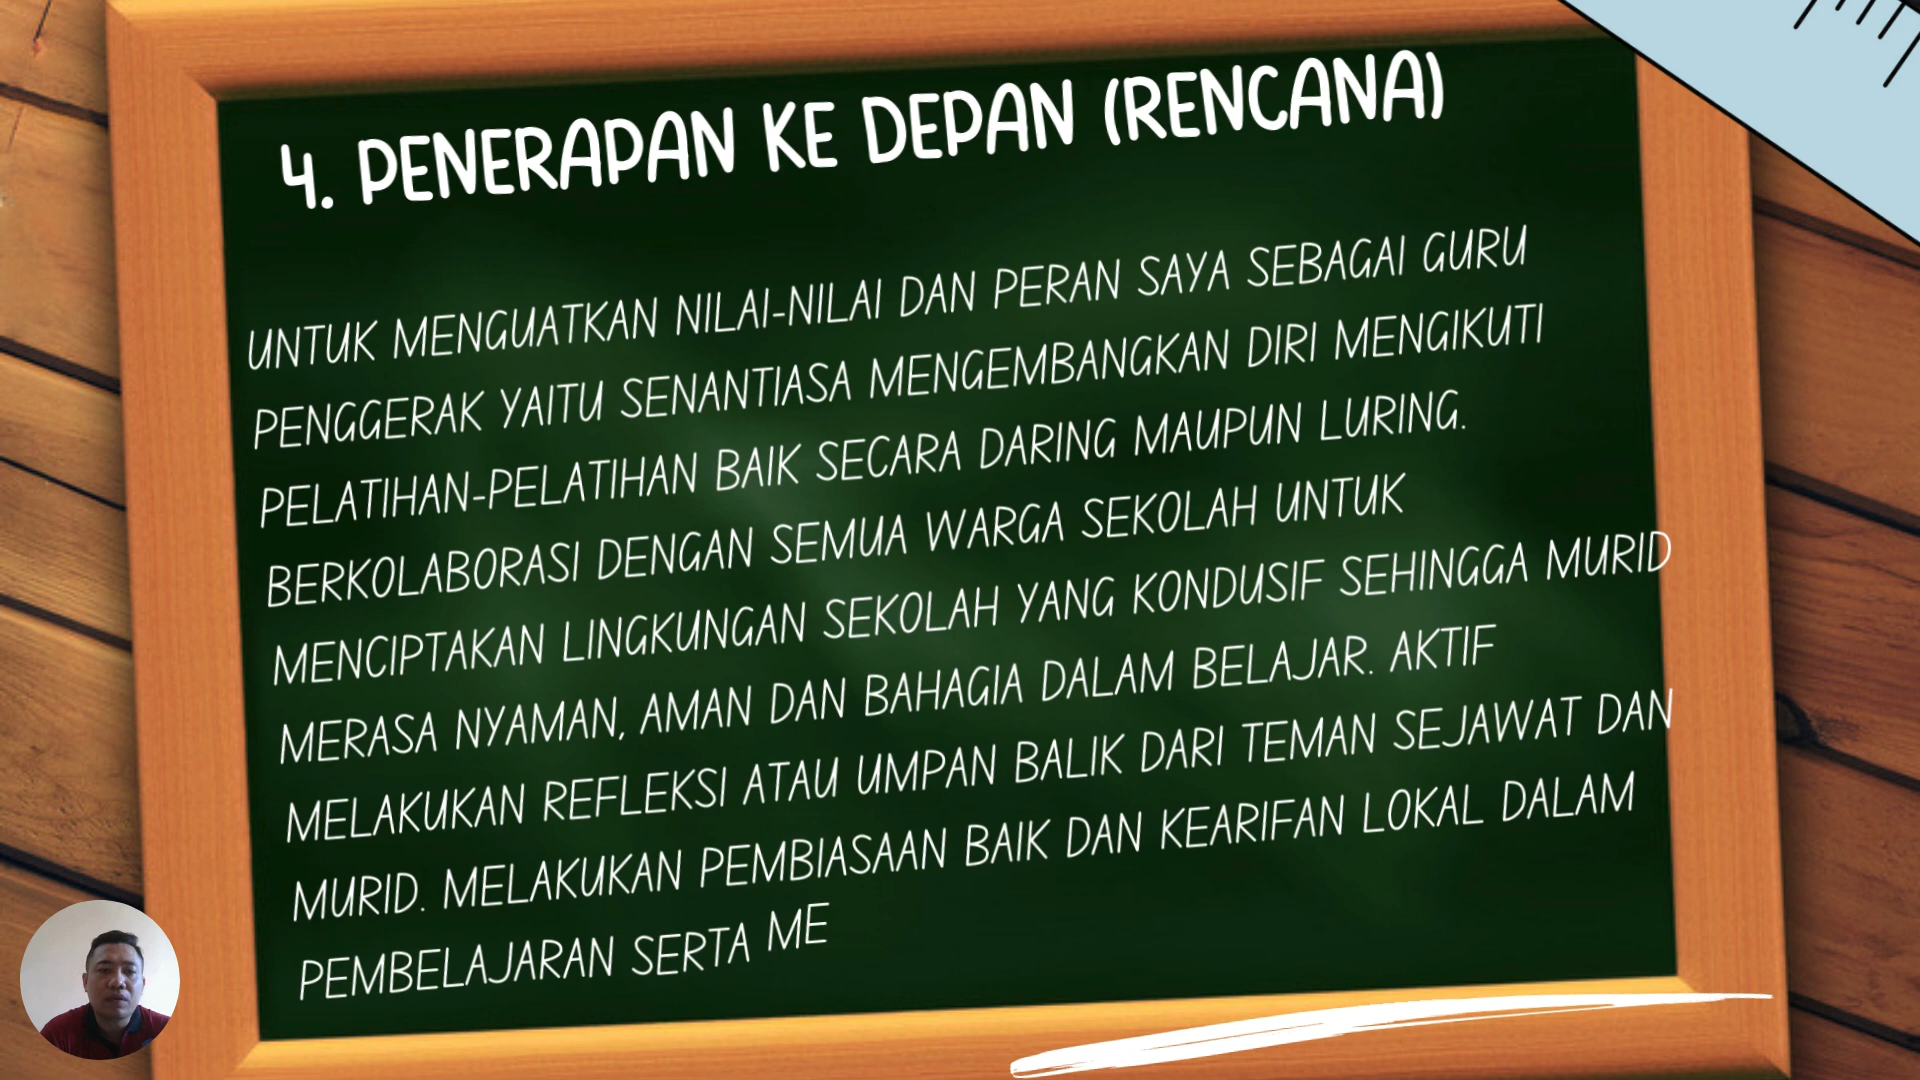 4. PENERAPAN KE DEPAN (RENCANA)
UNTUK MENGUATKAN NILAI-NILAI DAN PERAN SAYA SEBAGAI GURU
PENGGERAK YAITU SENANTIASA MENGEMBANGKAN DIRI MENGIKUTI
PELATIHAN-PELATIHAN BAIK SECARA DARING MAUPUN LURING.
BERKOLABORASI DENGAN SEMUA WARGA SEKOLAH UNTUK
MENCIPTAKAN LINGKUNGAN SEKOLAH YANG KONDUSIF SEHINGGA MURID
MERASA NYAMAN, AMAN DAN BAHAGIA DALAM BELAJAR. AKTIF
MELAKUKAN REFLEKSI ATAU UMPAN BALIK DARI TEMAN SEJAWAT DAN
MURID. MELAKUKAN PEMBIASAAN BAIK DAN KEARIFAN LOKAL DALAM
PEMBELAJARAN SERTA ME